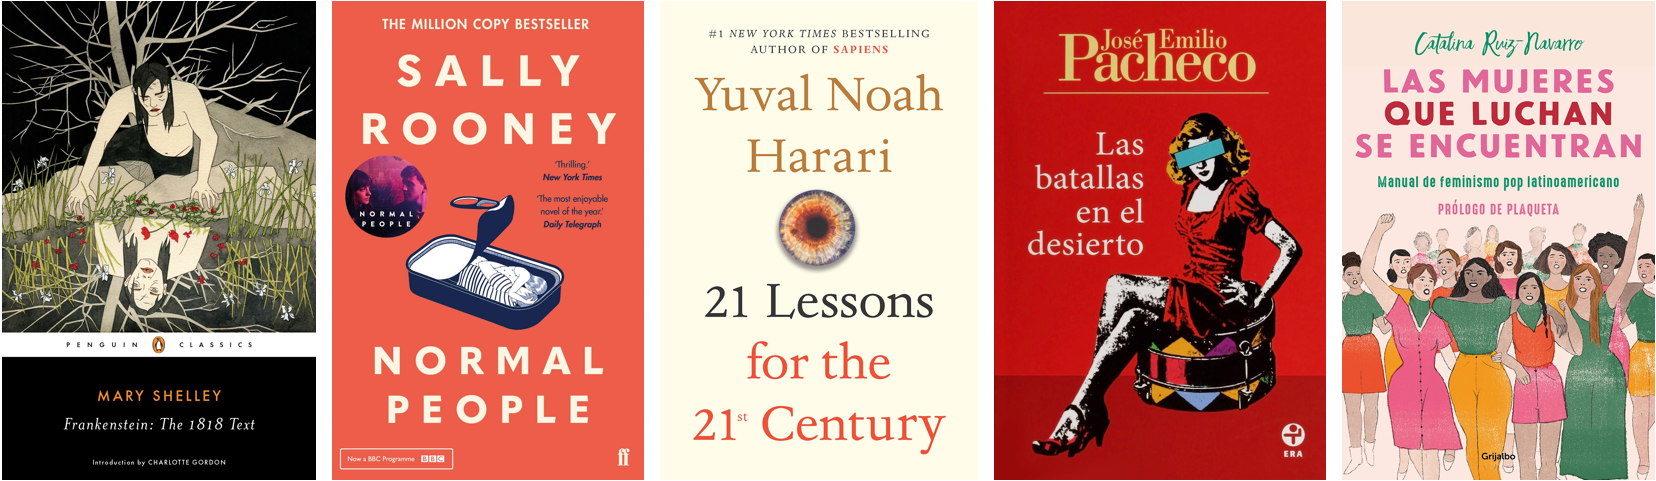 PENGUIN CLASSICS
MARY SHELLEY
Frankenstein: The 1818 Text
Introduction by CHARLOTTE GORDON
THE MILLION COPY BESTSELLER
SALLY
ROONEY
'Thrilling.'
New York Times
'The most enjoyable
novel of the year.'
Daily Telegraph
NORMAL
PEOPLE
NORMAL
PEOPLE
Now a BBC Programme BBC
ff
#1 NEW YORK TIMES BESTSELLING
AUTHOR OF SAPIENS
Yuval Noah
Harari
21 Lessons
for the
21st Century
José Emilio
Pacheco
Las
batallas
en el
desierto
ERA
Catalina Ruiz-Navarro
LAS MUJERES
QUE LUCHAN
SE ENCUENTRAN
Manual de feminismo pop latinoamericano
PRÓLOGO DE PLAQUETA
Grijalbo